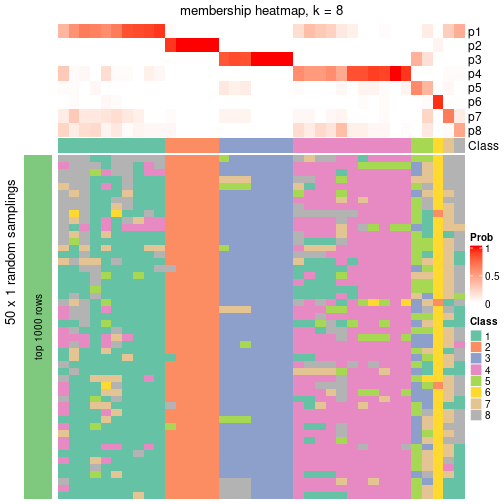 membership heatmap, k = 8
p1
p2
p3
p4
p5
p6
p7
p8
Class
50 x 1 random samplings
top 1000 rows
Prob
1
0.5
0
Class
1
2
3
4
5
6
7
8